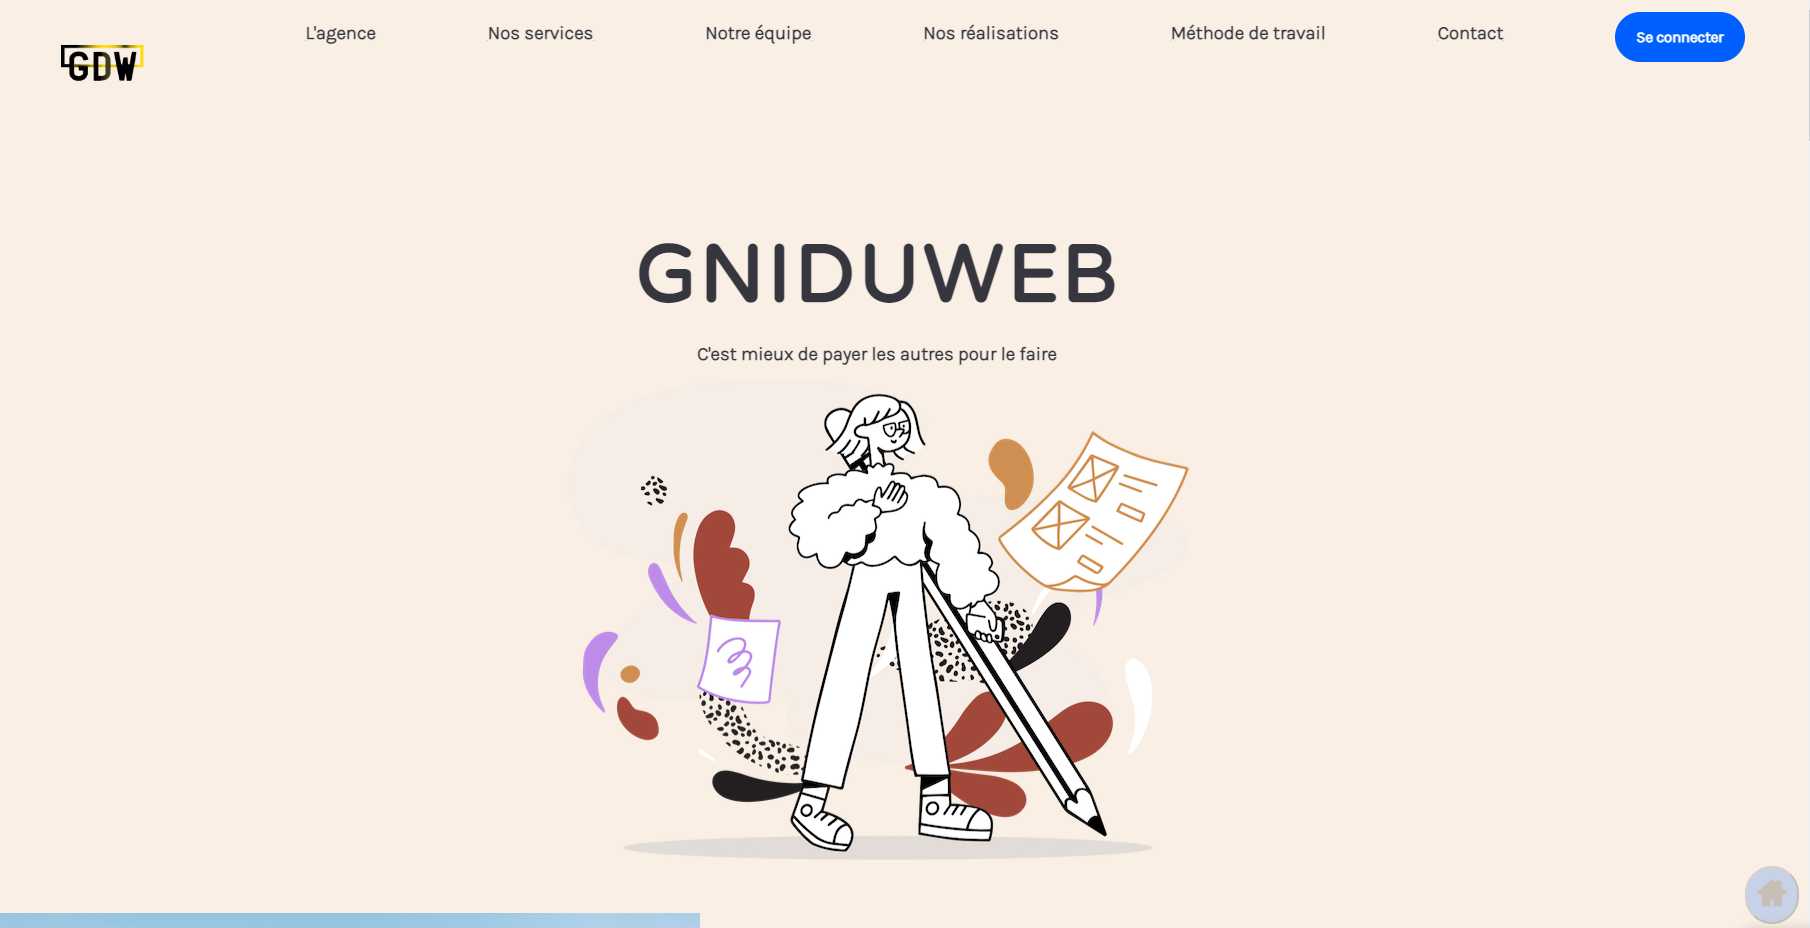 L'agence
Nos services
Notre équipe
Nos réalisations
Méthode de travail
Contact
Se connecter
GDW
GNIDUWEB
C'est mieux de payer les autres pour le faire